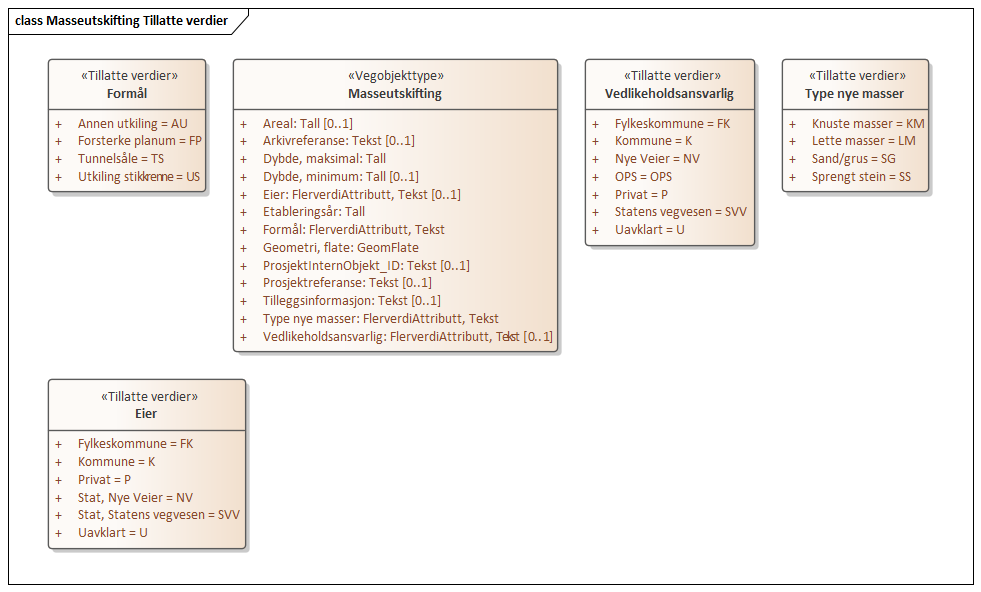 class Masseutskifting Tillatte verdier
«Tillatte verdier»
Formål
+ Annen utkiling = AU
+ Forsterke planum = FP
+ Tunnelsåle = TS
+ Utkiling stikkrenne = US
«Vegobjekttype»
Masseutskifting
+ Areal: Tall [0..1]
+ Arkivreferanse: Tekst [0..1]
+ Dybde, maksimal: Tall
+ Dybde, minimum: Tall [0..1]
+ Eier: FlerverdiAttributt, Tekst [0..1]
+ Etableringsår: Tall
+ Formål: FlerverdiAttributt, Tekst
+ Geometri, flate: GeomFlate
+ ProsjektInternObjekt_ID: Tekst [0..1]
+ Prosjektreferanse: Tekst [0..1]
+ Tilleggsinformasjon: Tekst [0..1]
+ Type nye masser: FlerverdiAttributt, Tekst
+ Vedlikeholdsansvarlig: FlerverdiAttributt, Tekst [0..1]
«Tillatte verdier»
Vedlikeholdsansvarlig
+ Fylkeskommune = FK
+ Kommune = K
+ Nye Veier = NV
+ OPS = OPS
+ Privat = P
+ Statens vegvesen = SVV
+ Uavklart = U
«Tillatte verdier»
Type nye masser
+ Knuste masser = KM
+ Lette masser = LM
+ Sand/grus = SG
+ Sprengt stein = SS
«Tillatte verdier»
Eier
+ Fylkeskommune = FK
+ Kommune = K
+ Privat = P
+ Stat, Nye Veier = NV
+ Stat, Statens vegvesen = SVV
+ Uavklart = U